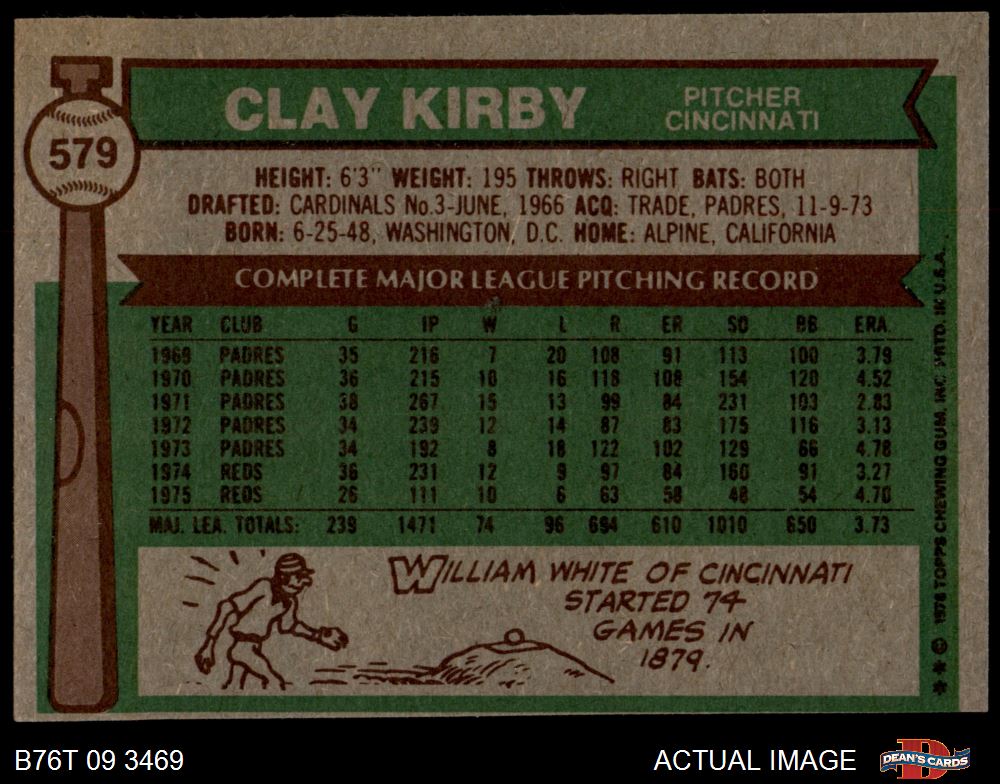 CLAY KIRBY
PITCHER
CINCINNATI
579
HEIGHT: 6'3" WEIGHT: 195 THROWS: RIGHT BATS: BOTH
DRAFTED: CARDINALS No.3-JUNE, 1966 ACQ: TRADE, PADRES, 11-9-73
BORN: 6-25-48, WASHINGTON, D.C. HOME: ALPINE, CALIFORNIA
COMPLETE MAJOR LEAGUE PITCHING RECORD
YEAR CLUB G IP W L R ER SO BB ERA
1969 PADRES 35 216 7 20 108 91 113 100 3.79
1970 PADRES 36 215 10 16 118 108 154 120 4.52
1971 PADRES 38 267 15 13 99 84 231 103 2.83
1972 PADRES 34 239 12 14 87 83 175 116 3.13
1973 PADRES 34 192 8 18 122 102 129 66 4.78
1974 REDS 36 231 12 9 97 84 160 91 3.27
1975 REDS 26 111 10 6 63 58 48 54 4.70
MAJ. LEA. TOTALS: 239 1471 74 96 694 610 1010 650 3.73
WILLIAM WHITE OF CINCINNATI
STARTED 74
GAMES IN
1879.
** © 1976 TOPPS CHEWING GUM, INC. PRTD. IN U.S.A.
B76T 09 3469
ACTUAL IMAGE
D
DEAN'S CARDS